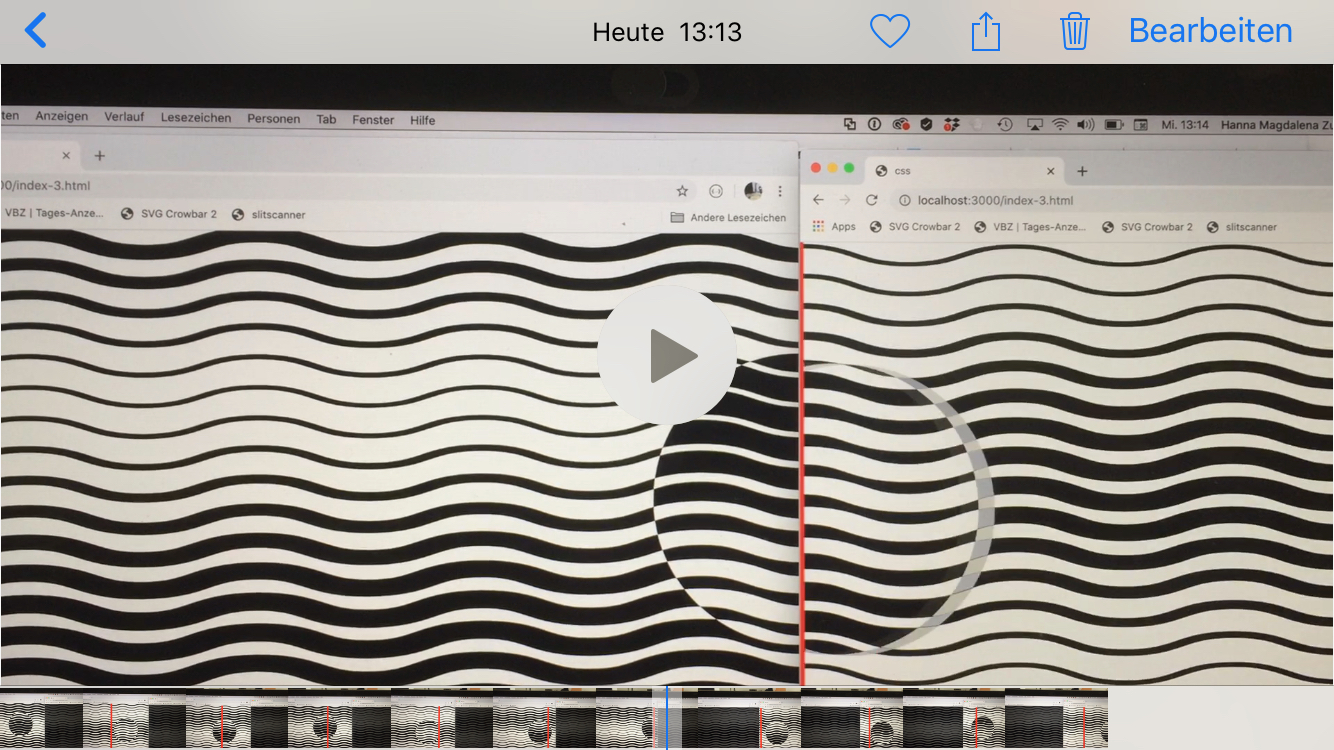 Heute 13:13
Bearbeiten
ten Anzeigen Verlauf Lesezeichen Personen Tab Fenster Hilfe
Mi. 13:14 Hanna Magdalena Zü
00/index-3.html
VBZ | Tages-Anze... SVG Crowbar 2 slitscanner
Andere Lesezeichen
css
localhost:3000/index-3.html
Apps SVG Crowbar 2 VBZ | Tages-Anze... SVG Crowbar 2 slitscanner